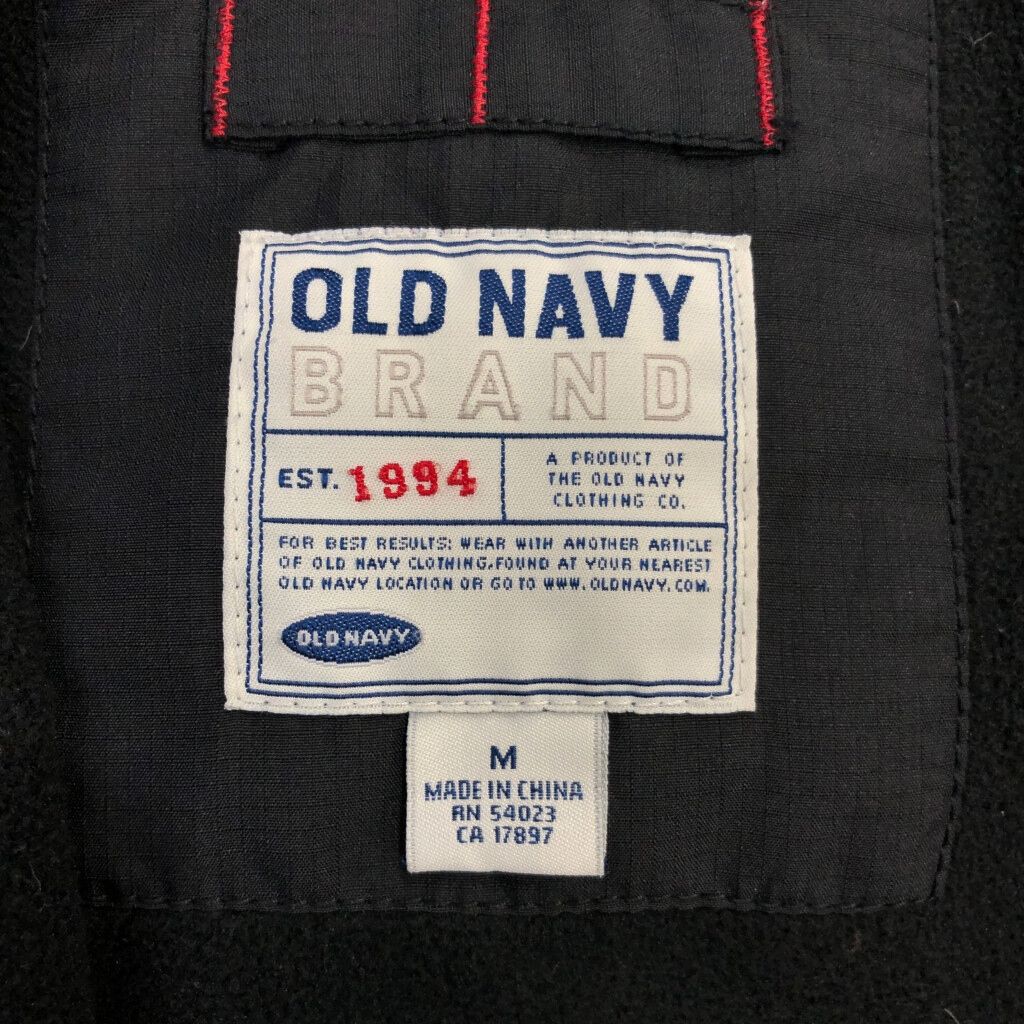 OLD NAVY
BRAND
EST. 1994
A PRODUCT OF
THE OLD NAVY
CLOTHING CO.
FOR BEST RESULTS: WEAR WITH ANOTHER ARTICLE
OF OLD NAVY CLOTHING, FOUND AT YOUR NEAREST
OLD NAVY LOCATION OR GO TO WWW.OLDNAVY.COM.
OLD NAVY
M
MADE IN CHINA
RN 54023
CA 17897